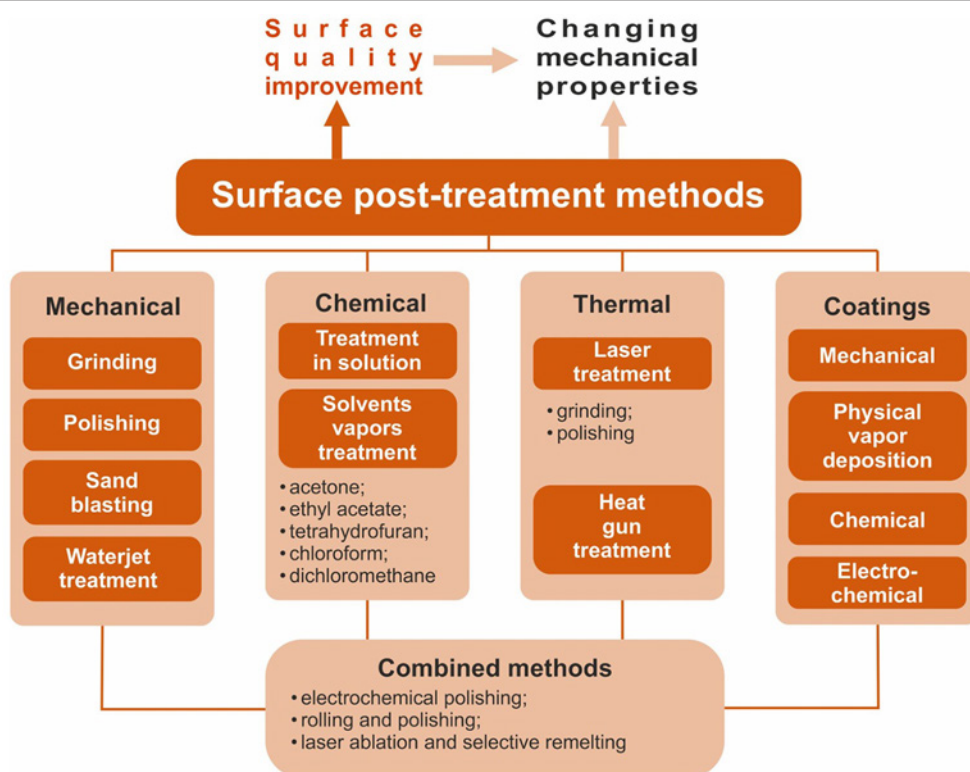 Surface
quality
improvement
Changing
mechanical
properties
Surface post-treatment methods
Mechanical
Grinding
Polishing
Sand
blasting
Waterjet
treatment
Chemical
Treatment
in solution
Solvents
vapors
treatment
• acetone;
• ethyl acetate;
• tetrahydrofuran;
• chloroform;
• dichloromethane
Thermal
Laser
treatment
• grinding;
• polishing
Heat
gun
treatment
Coatings
Mechanical
Physical
vapor
deposition
Chemical
Electro-
chemical
Combined methods
• electrochemical polishing;
• rolling and polishing;
• laser ablation and selective remelting